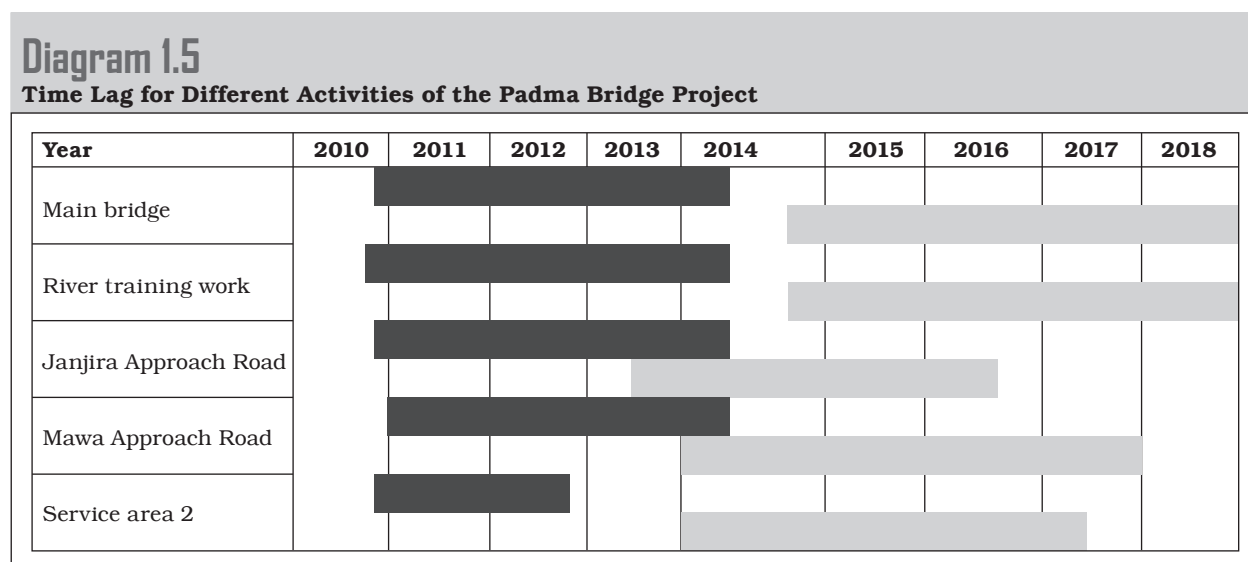 Diagram 1.5
Time Lag for Different Activities of the Padma Bridge Project
Year 2010 2011 2012 2013 2014 2015 2016 2017 2018
Main bridge
River training work
Janjira Approach Road
Mawa Approach Road
Service area 2